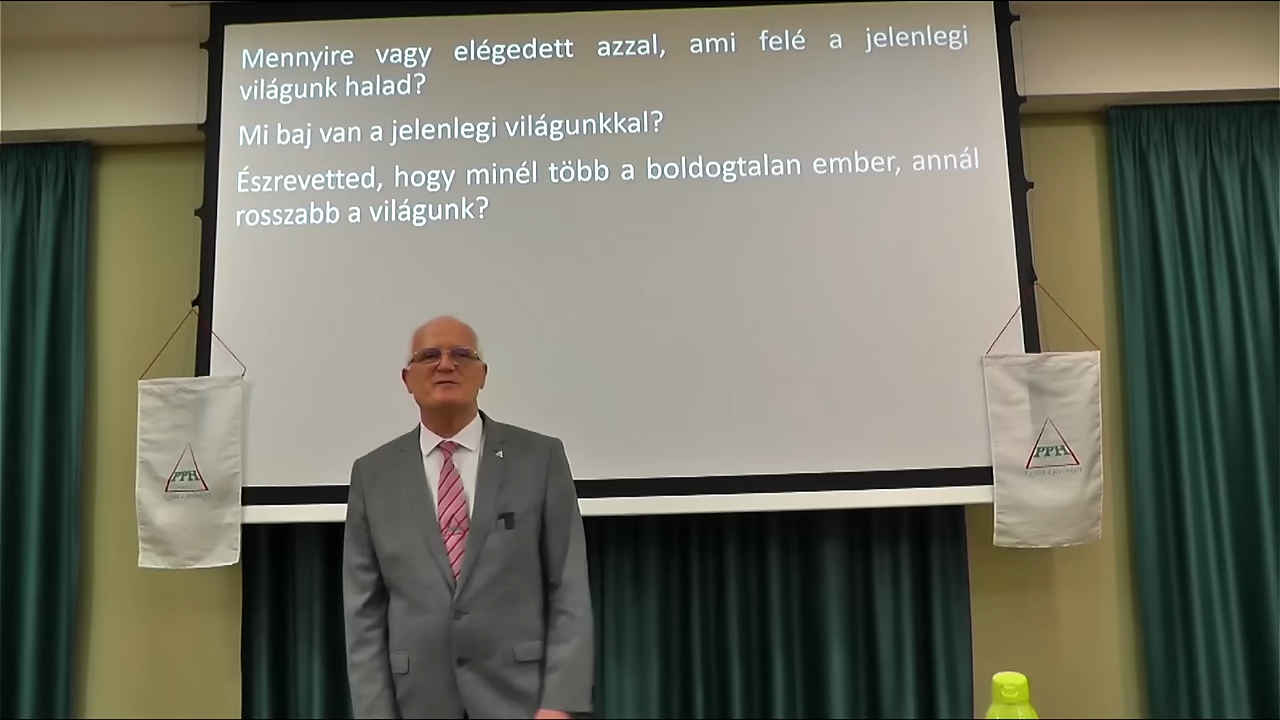 Mennyire vagy elégedett azzal, ami felé a jelenlegi
világunk halad?
Mi baj van a jelenlegi világunkkal?
Észrevetted, hogy minél több a boldogtalan ember, annál
rosszabb a világunk?
PPH
PPH